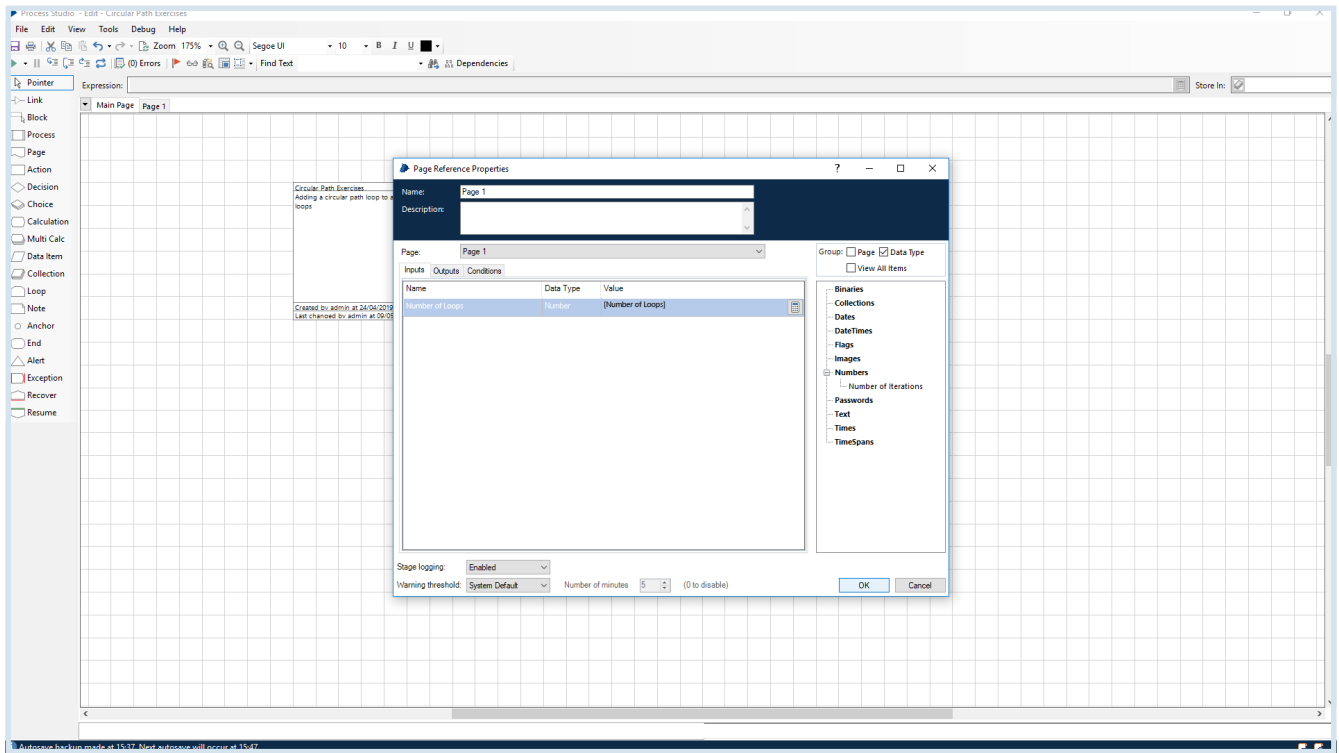 Process Studio - Edit - Circular Path Exercises
File Edit View Tools Debug Help
Zoom 175% Segoe UI 10 B I U
(0) Errors Find Text Dependencies
Pointer
Expression:
Store In:
Link
Main Page Page 1
Block
Process
Page
Action
Decision
Choice
Calculation
Multi Calc
Data Item
Collection
Loop
Note
Anchor
End
Alert
Exception
Recover
Resume
Circular Path Exercises
Adding a circular path loop to a
loops
Created by admin at 24/04/2019
Last changed by admin at 09/05
Page Reference Properties
Name: Page 1
Description:
Page: Page 1
Group: Page Data Type
View All Items
Inputs Outputs Conditions
Name Data Type Value
Number of Loops Number [Number of Loops]
Binaries
Collections
Dates
DateTimes
Flags
Images
Numbers
Number of Iterations
Passwords
Text
Times
TimeSpans
Stage logging: Enabled
Warning threshold: System Default Number of minutes 5 (0 to disable)
OK Cancel
Autosave backup made at 15:37. Next autosave will occur at 15:47.